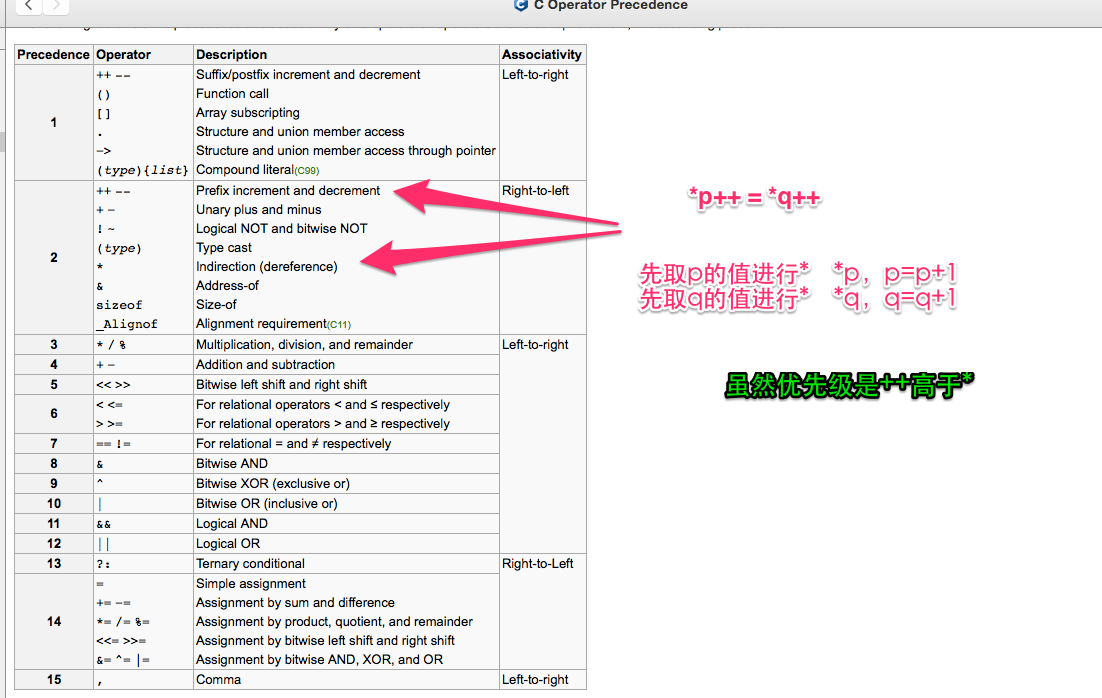 C Operator Precedence
Precedence Operator Description Associativity
1 ++ -- Suffix/postfix increment and decrement Left-to-right
() Function call
[] Array subscripting
. Structure and union member access
-> Structure and union member access through pointer
(type){list} Compound literal(C99)
2 ++ -- Prefix increment and decrement Right-to-left
+ - Unary plus and minus
! ~ Logical NOT and bitwise NOT
(type) Type cast
* Indirection (dereference)
& Address-of
sizeof Size-of
_Alignof Alignment requirement(C11)
3 * / % Multiplication, division, and remainder Left-to-right
4 + - Addition and subtraction
5 << >> Bitwise left shift and right shift
6 < <= For relational operators < and ≤ respectively
> >= For relational operators > and ≥ respectively
7 == != For relational = and ≠ respectively
8 & Bitwise AND
9 ^ Bitwise XOR (exclusive or)
10 | Bitwise OR (inclusive or)
11 && Logical AND
12 || Logical OR
13 ?: Ternary conditional Right-to-Left
14 = Simple assignment
+= -= Assignment by sum and difference
*= /= %= Assignment by product, quotient, and remainder
<<= >>= Assignment by bitwise left shift and right shift
&= ^= |= Assignment by bitwise AND, XOR, and OR
15 , Comma Left-to-right
*p++ = *q++
先取p的值进行* *p，p=p+1
先取q的值进行* *q，q=q+1
虽然优先级是++高于*